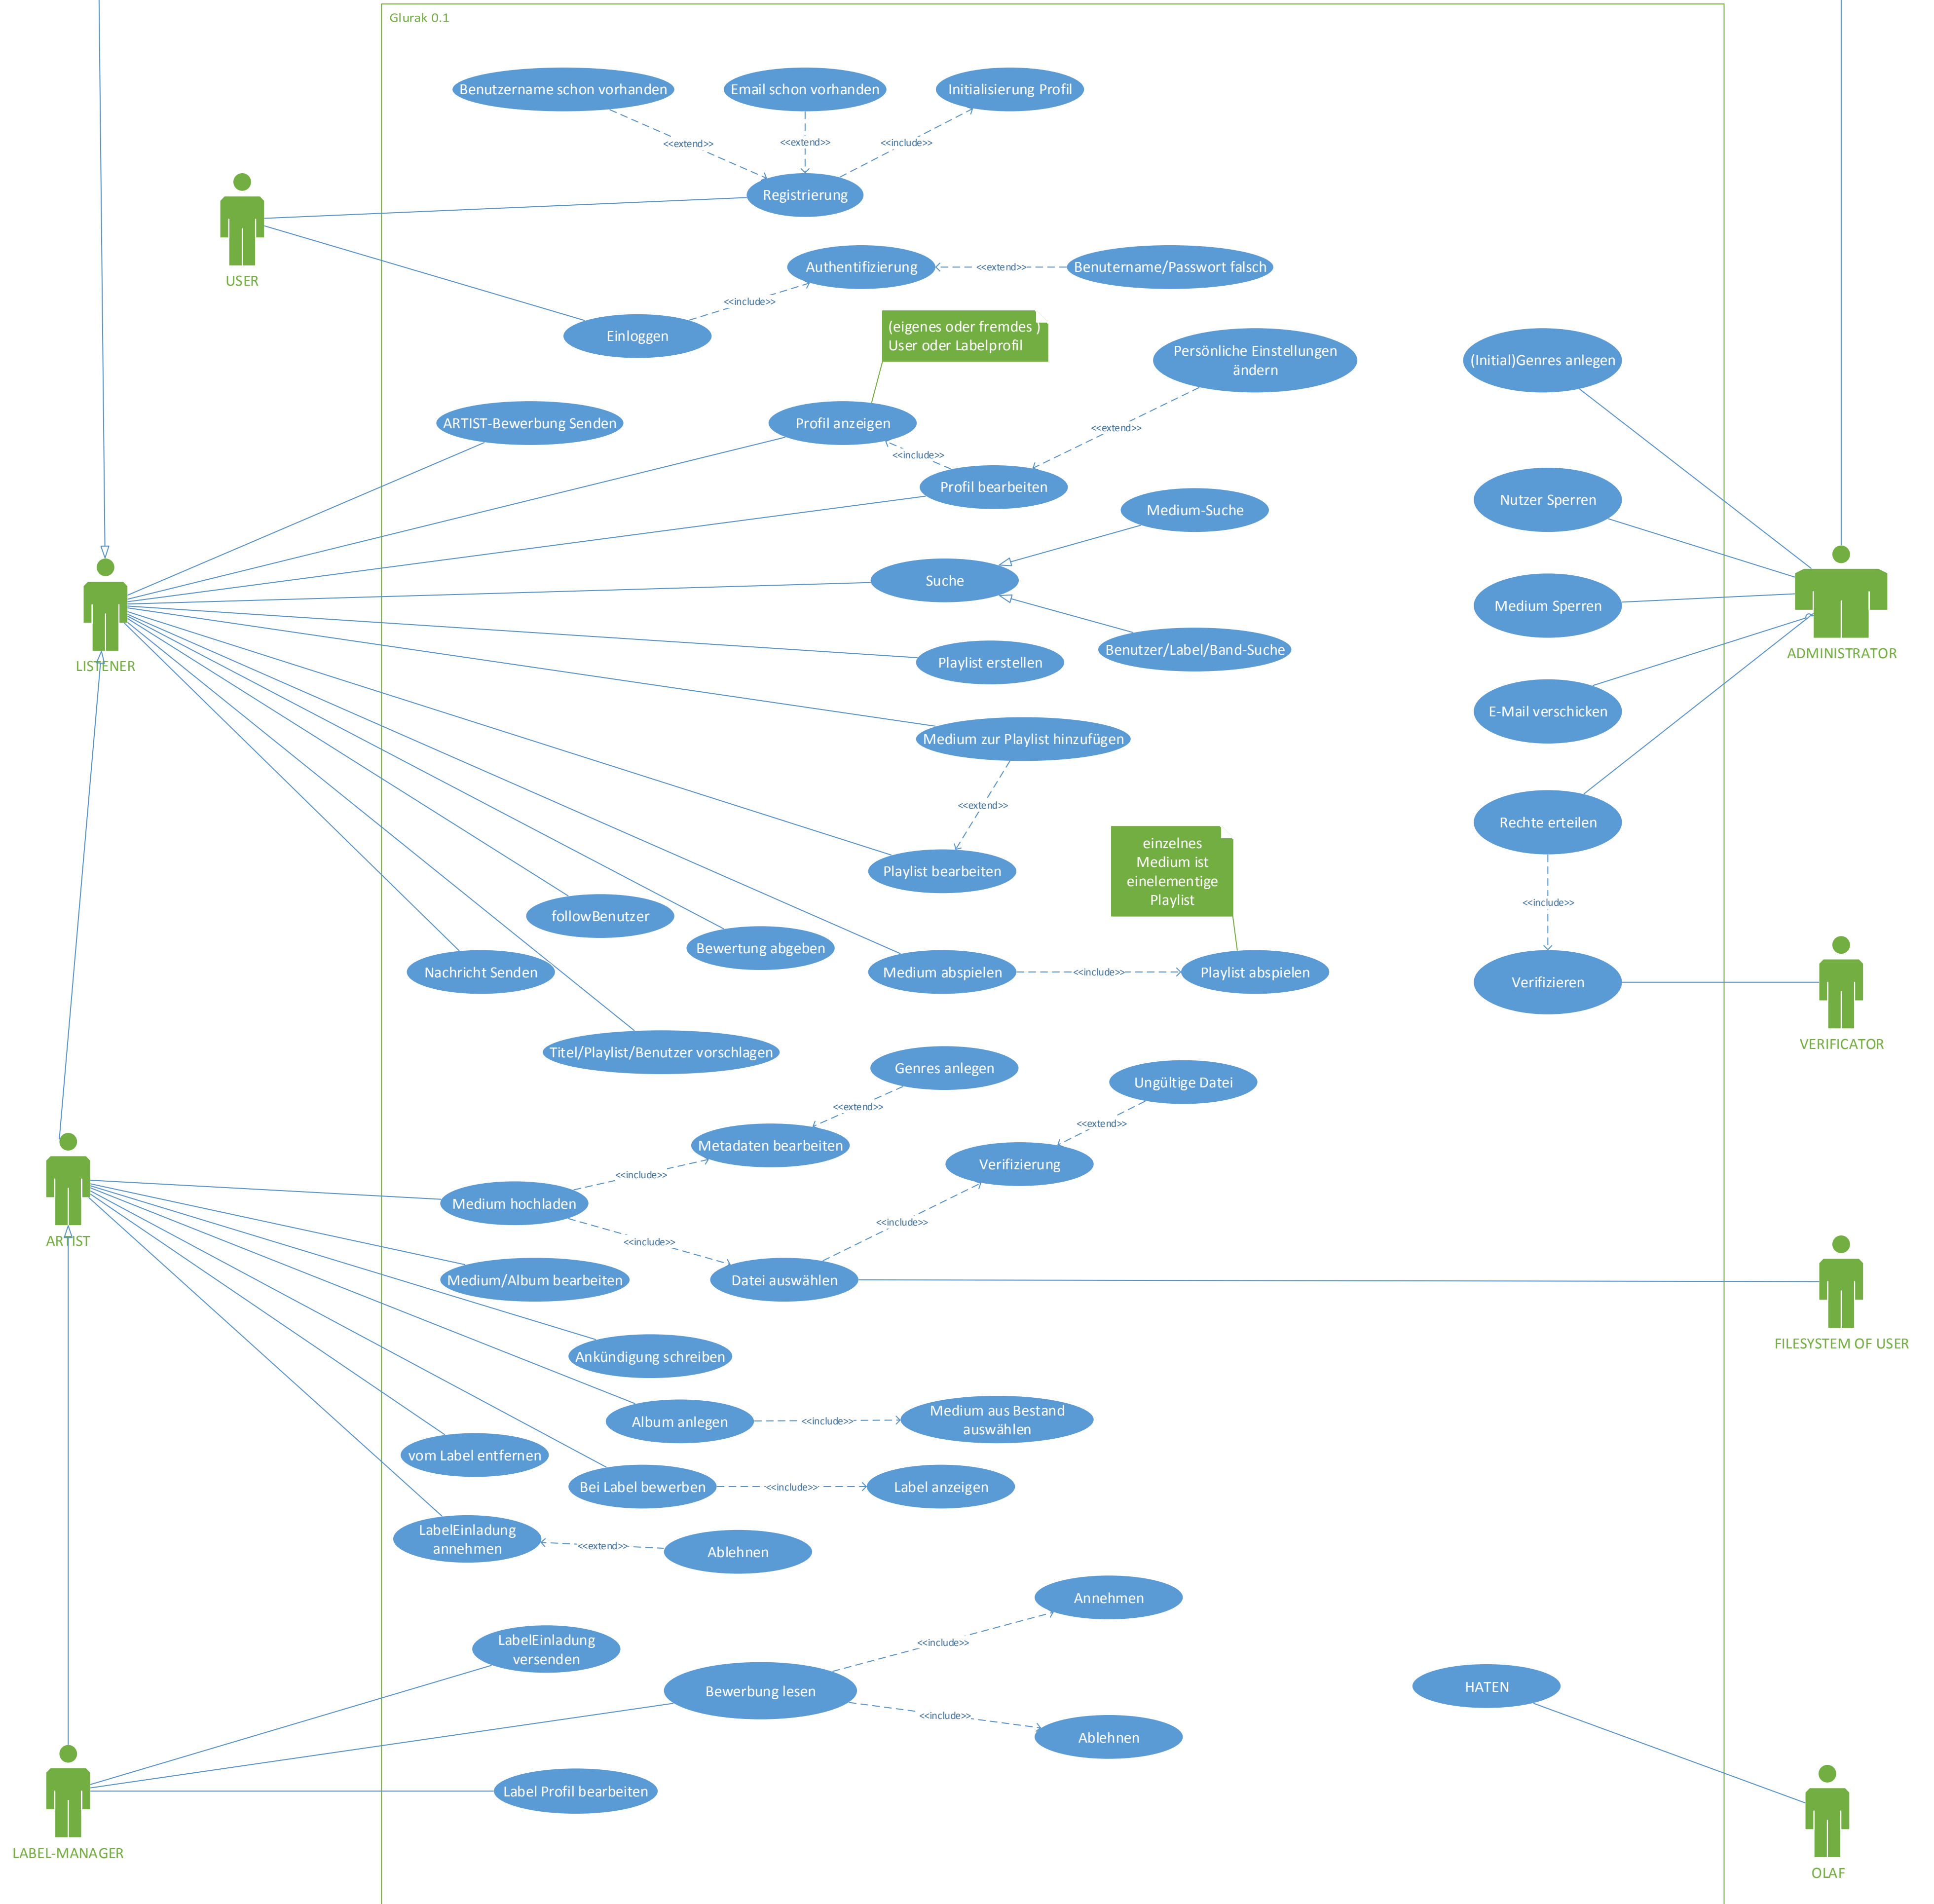 Glurak 0.1
Benutzername schon vorhanden
Email schon vorhanden
Initialisierung Profil
<<extend>>
<<extend>>
<<include>>
Registrierung
USER
Authentifizierung
<<extend>>
Benutername/Passwort falsch
<<include>>
Einloggen
(eigenes oder fremdes )
User oder Labelprofil
Persönliche Einstellungen
ändern
(Initial)Genres anlegen
ARTIST-Bewerbung Senden
Profil anzeigen
<<extend>>
<<include>>
Profil bearbeiten
Nutzer Sperren
Medium-Suche
Suche
Medium Sperren
LISTENER
Playlist erstellen
Benutzer/Label/Band-Suche
ADMINISTRATOR
E-Mail verschicken
Medium zur Playlist hinzufügen
<<extend>>
Rechte erteilen
einzelnes
Medium ist
einelementige
Playlist
Playlist bearbeiten
<<include>>
followBenutzer
Bewertung abgeben
Nachricht Senden
Medium abspielen
<<include>>
Playlist abspielen
Verifizieren
VERIFICATOR
Titel/Playlist/Benutzer vorschlagen
Genres anlegen
Ungültige Datei
<<extend>>
<<extend>>
Metadaten bearbeiten
Verifizierung
<<include>>
Medium hochladen
<<include>>
<<include>>
ARTIST
Medium/Album bearbeiten
Datei auswählen
FILESYSTEM OF USER
Ankündigung schreiben
Album anlegen
<<include>>
Medium aus Bestand
auswählen
vom Label entfernen
Bei Label bewerben
<<include>>
Label anzeigen
LabelEinladung
annehmen
<<extend>>
Ablehnen
Annehmen
LabelEinladung
versenden
<<include>>
Bewerbung lesen
HATEN
<<include>>
Ablehnen
Label Profil bearbeiten
LABEL-MANAGER
OLAF